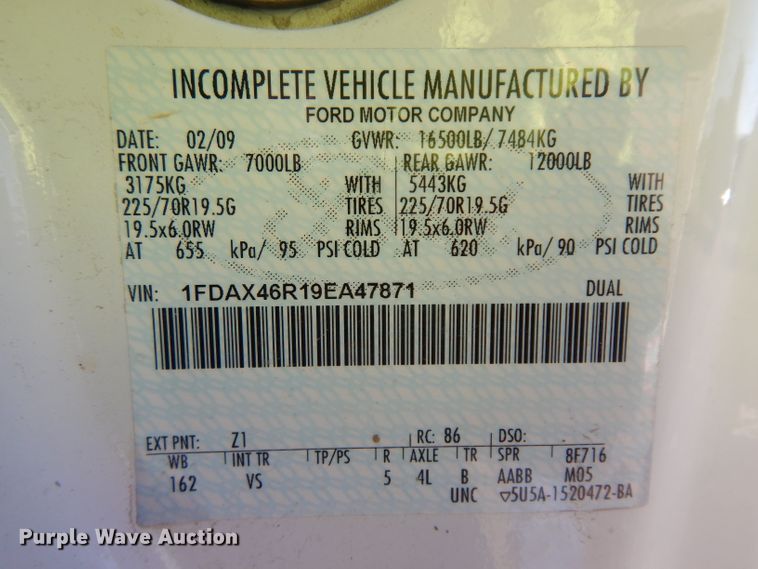 INCOMPLETE VEHICLE MANUFACTURED BY
FORD MOTOR COMPANY
DATE: 02/09 GVWR: 16500LB/ 7484KG
FRONT GAWR: 7000LB REAR GAWR: 12000LB
3175KG WITH 5443KG WITH
225/70R19.5G TIRES 225/70R19.5G TIRES
19.5x6.0RW RIMS 19.5x6.0RW RIMS
AT 655 kPa/ 95 PSI COLD AT 620 kPa/ 90 PSI COLD
VIN: 1FDAX46R19EA47871 DUAL
EXT PNT: Z1 RC: 86 DSO:
WB INT TR TP/PS R AXLE TR SPR 8F716
162 VS 5 4L B AABB M05
UNC ▽5U5A-1520472-BA
Purple Wave Auction